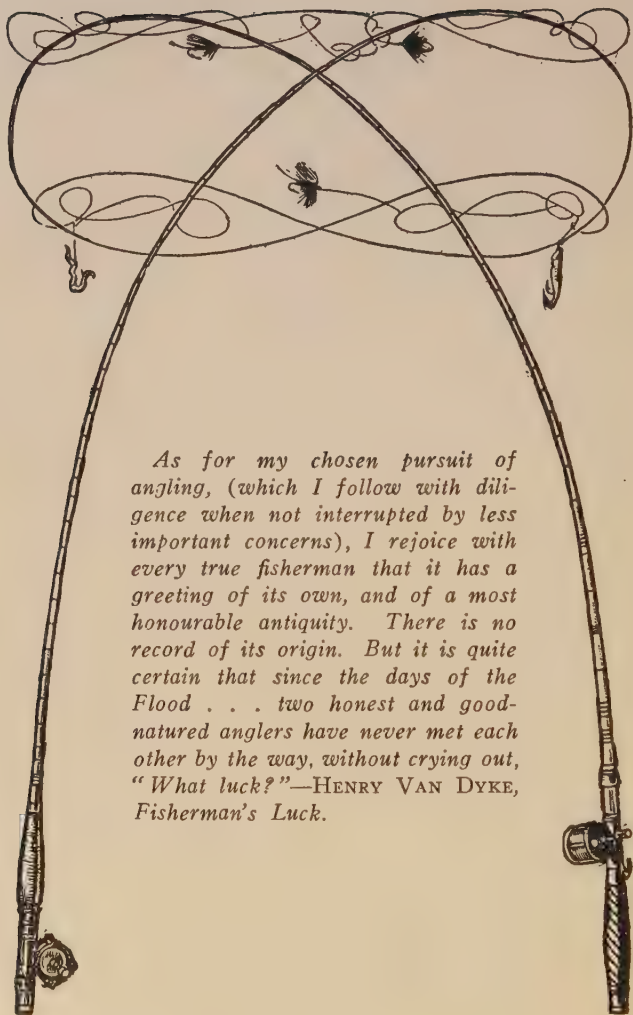 As for my chosen pursuit of
angling, (which I follow with dili-
gence when not interrupted by less
important concerns), I rejoice with
every true fisherman that it has a
greeting of its own, and of a most
honourable antiquity. There is no
record of its origin. But it is quite
certain that since the days of the
Flood . . . two honest and good-
natured anglers have never met each
other by the way, without crying out,
“What luck?”—HENRY VAN DYKE,
Fisherman's Luck.